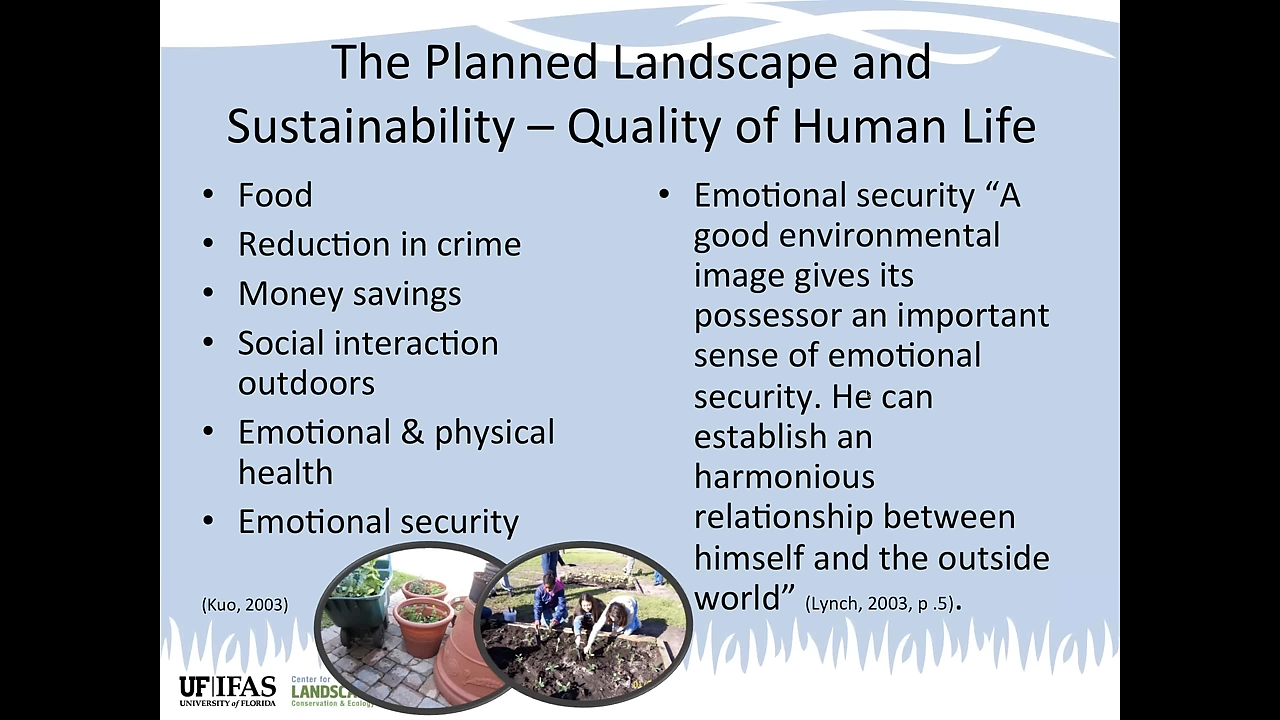 The Planned Landscape and
Sustainability – Quality of Human Life
• Food
• Reduction in crime
• Money savings
• Social interaction
outdoors
• Emotional & physical
health
• Emotional security
(Kuo, 2003)
• Emotional security “A
good environmental
image gives its
possessor an important
sense of emotional
security. He can
establish an
harmonious
relationship between
himself and the outside
world” (Lynch, 2003, p .5).
UF|IFAS
UNIVERSITY of FLORIDA
Center for
Conservation & Ecology